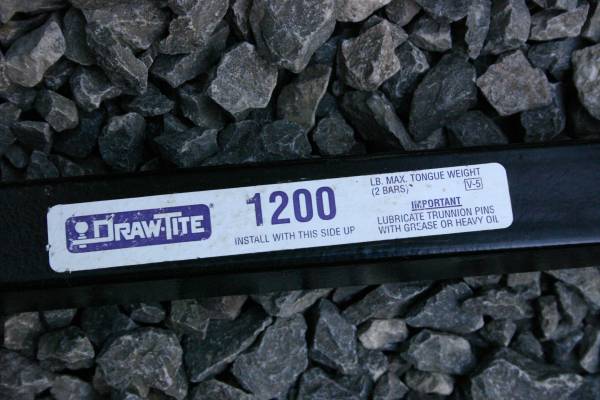 DRAW-TITE
1200
INSTALL WITH THIS SIDE UP
LB. MAX. TONGUE WEIGHT
(2 BARS)
V-5
IMPORTANT
LUBRICATE TRUNNION PINS
WITH GREASE OR HEAVY OIL